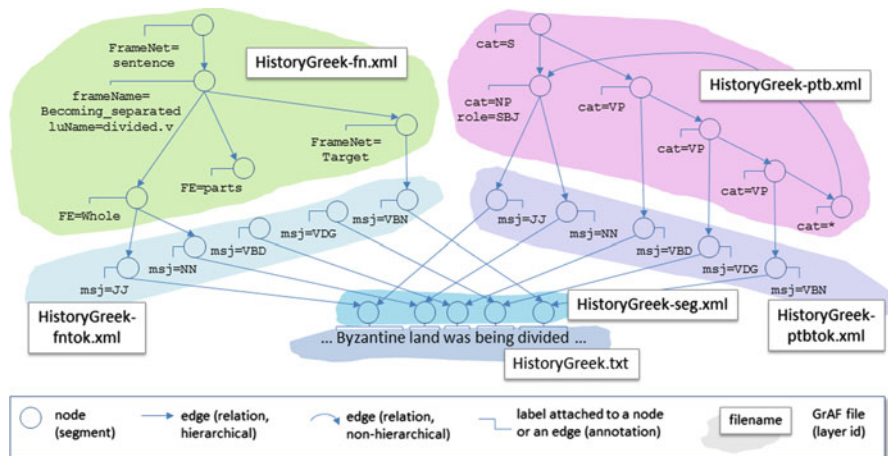 FrameNet=
sentence
HistoryGreek-fn.xml
frameName=
Becoming_separated
luName=divided.v
FrameNet=
Target
FE=parts
FE=Whole
msj=VBN
msj=VDG
msj=VBD
msj=NN
msj=JJ
HistoryGreek-
fntok.xml
cat=S
HistoryGreek-ptb.xml
cat=NP
role=SBJ
cat=VP
cat=VP
cat=VP
cat=*
msj=JJ
msj=NN
msj=VBD
msj=VDG
msj=VBN
HistoryGreek-
ptbtok.xml
HistoryGreek-seg.xml
... Byzantine land was being divided ...
HistoryGreek.txt
node
(segment)
edge (relation,
hierarchical)
edge (relation,
non-hierarchical)
label attached to a node
or an edge (annotation)
filename
GrAF file
(layer id)